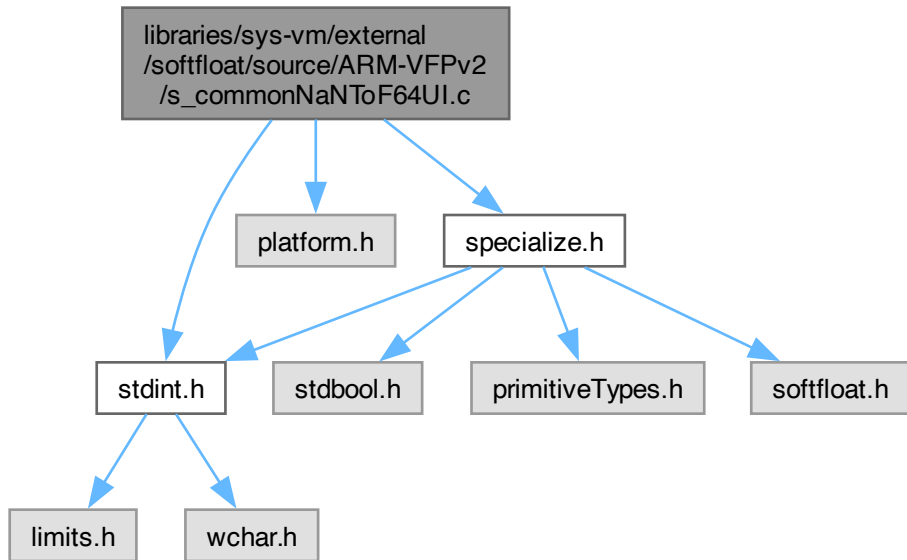 libraries/sys-vm/external
/softfloat/source/ARM-VFPv2
/s_commonNaNToF64UI.c
platform.h
specialize.h
stdint.h
stdbool.h
primitiveTypes.h
softfloat.h
limits.h
wchar.h